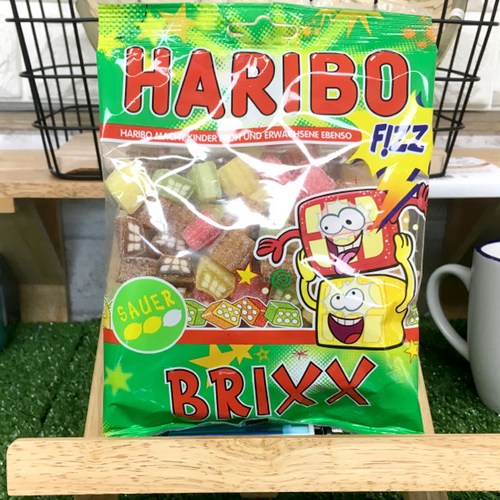 HARIBO
HARIBO MACHT KINDER FROH UND ERWACHSENE EBENSO
FIZZ
SAUER
BRIXX